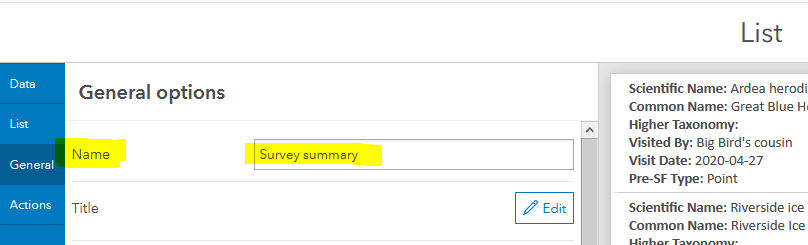 List
Data
List
General
Actions
General options
Name
Survey summary
Title
Edit
Scientific Name: Ardea herodi
Common Name: Great Blue He
Higher Taxonomy:
Visited By: Big Bird's cousin
Visit Date: 2020-04-27
Pre-SF Type: Point
Scientific Name: Riverside ice
Common Name: Riverside Ice
Higher Taxonomy: